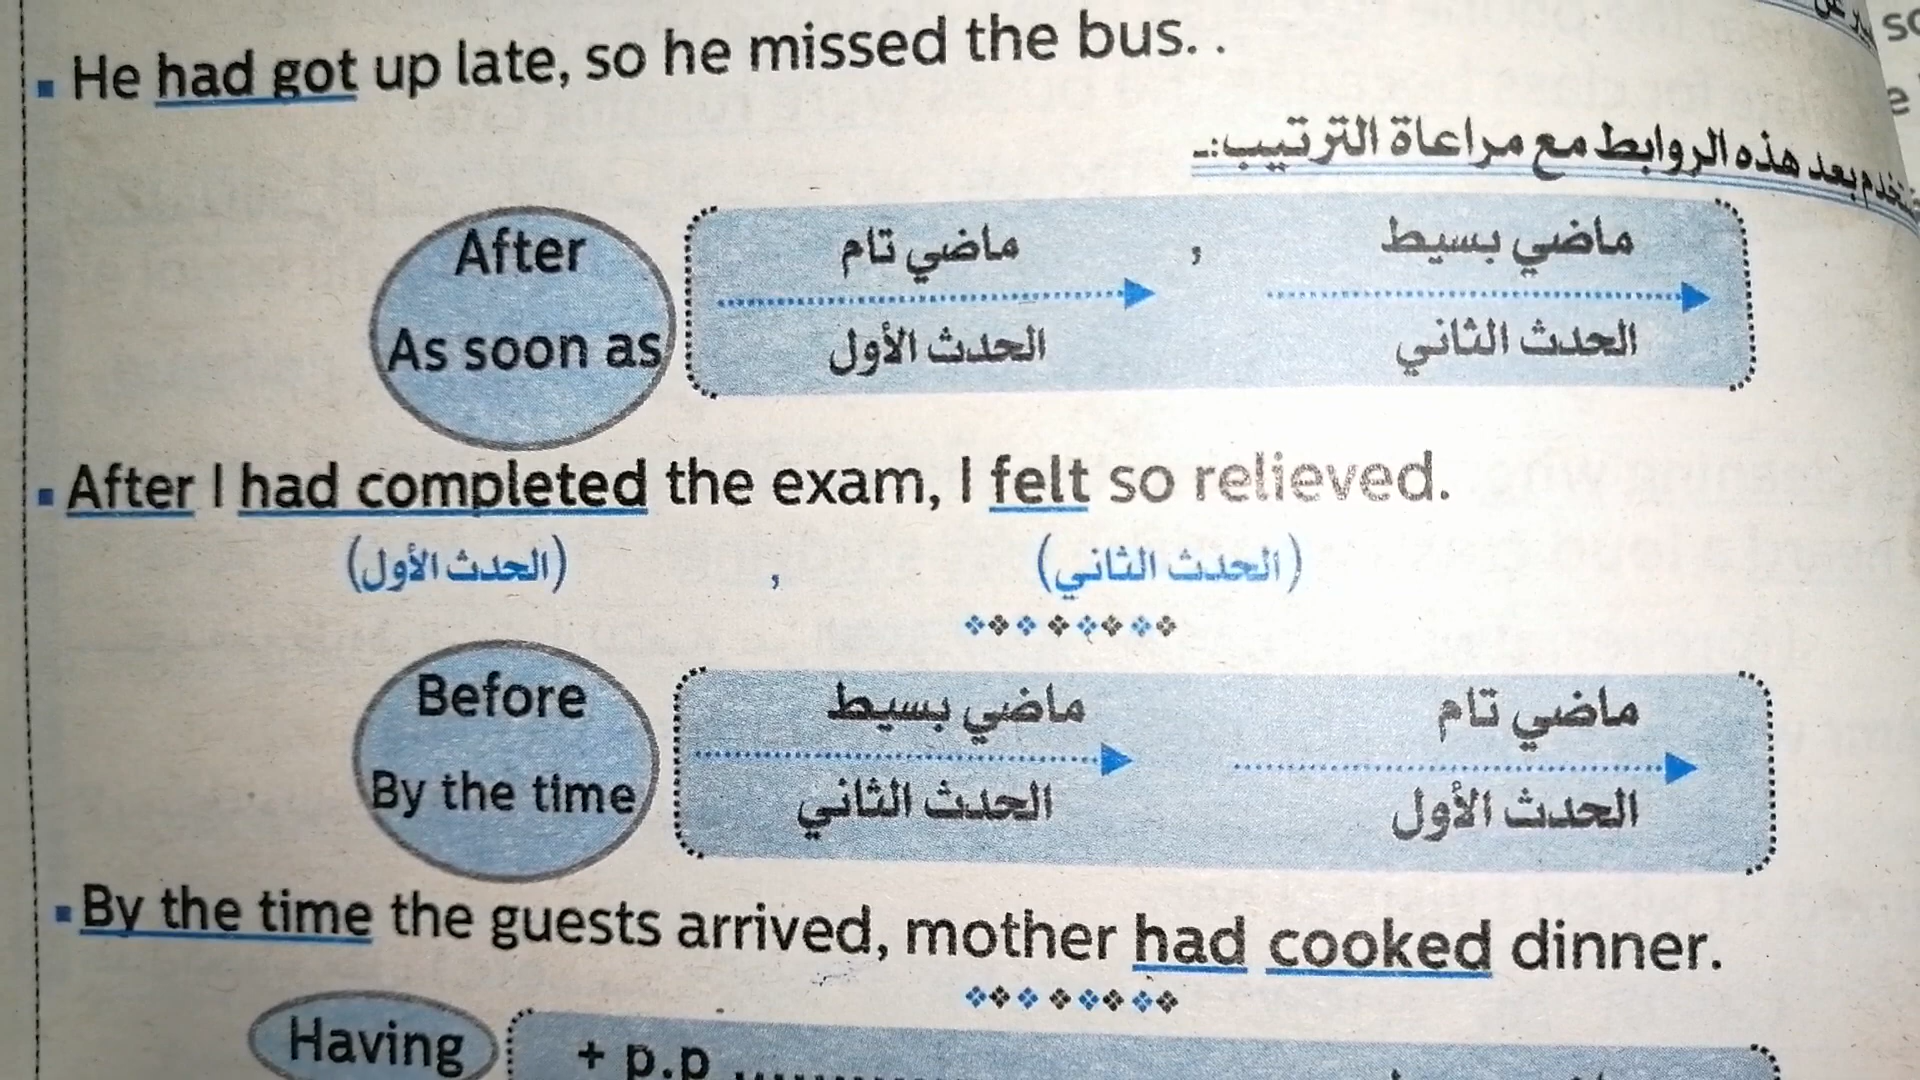 ▪ He had got up late, so he missed the bus. .
بعد هذه الروابط مع مراعاة الترتيب:ـ
After
As soon as
ماضي تام , ماضي بسيط
الحدث الأول الحدث الثاني
▪ After I had completed the exam, I felt so relieved.
(الحدث الأول) , (الحدث الثاني)
Before
By the time
ماضي بسيط ماضي تام
الحدث الثاني الحدث الأول
▪ By the time the guests arrived, mother had cooked dinner.
Having + p.p ..........